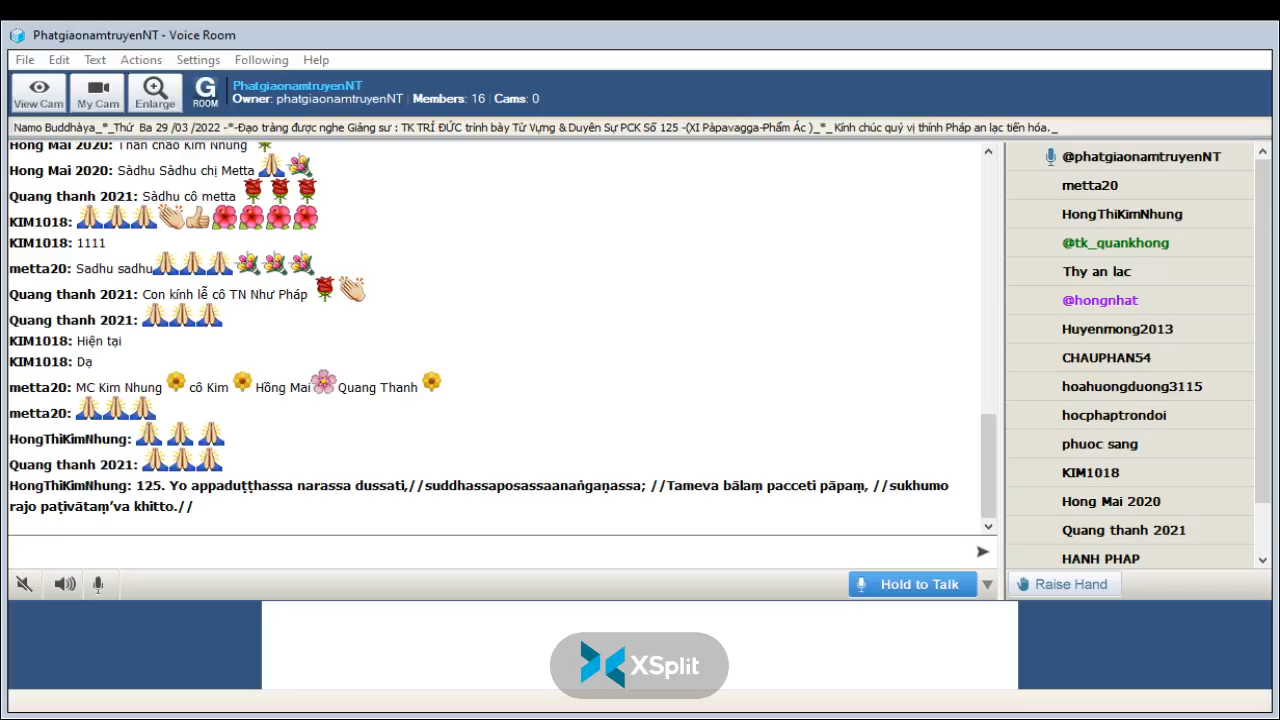 PhatgiaonamtruyenNT - Voice Room
File Edit Text Actions Settings Following Help
View Cam My Cam Enlarge G ROOM
PhatgiaonamtruyenNT
Owner: phatgiaonamtruyenNT Members: 16 Cams: 0
Namo Buddhàya_*_Thứ Ba 29 /03 /2022 -*-Đạo tràng được nghe Giảng sư : TK TRÍ ĐỨC trình bày Từ Vựng & Duyên Sự PCK Số 125 -(XI Pàpavagga-Phẩm Ác )_*_ Kính chúc quý vị thính Pháp an lạc tiến hóa._
Hong Mai 2020: Thân chào Kim Nhung
Hong Mai 2020: Sàdhu Sàdhu chị Metta
Quang thanh 2021: Sàdhu cô metta
KIM1018:
KIM1018: 1111
metta20: Sadhu sadhu
Quang thanh 2021: Con kính lễ cô TN Như Pháp
Quang thanh 2021:
KIM1018: Hiện tại
KIM1018: Dạ
metta20: MC Kim Nhung cô Kim Hồng Mai Quang Thanh
metta20:
HongThiKimNhung:
Quang thanh 2021:
HongThiKimNhung: 125. Yo appaduṭṭhassa narassa dussati,//suddhassaposassaanaṅgaṇassa; //Tameva bālaṃ pacceti pāpaṃ, //sukhumo
rajo paṭivātaṃ’va khitto.//
@phatgiaonamtruyenNT
metta20
HongThiKimNhung
@tk_quankhong
Thy an lac
@hongnhat
Huyenmong2013
CHAUPHAN54
hoahuongduong3115
hocphaptrondoi
phuoc sang
KIM1018
Hong Mai 2020
Quang thanh 2021
HANH PHAP
Hold to Talk
Raise Hand
XSplit